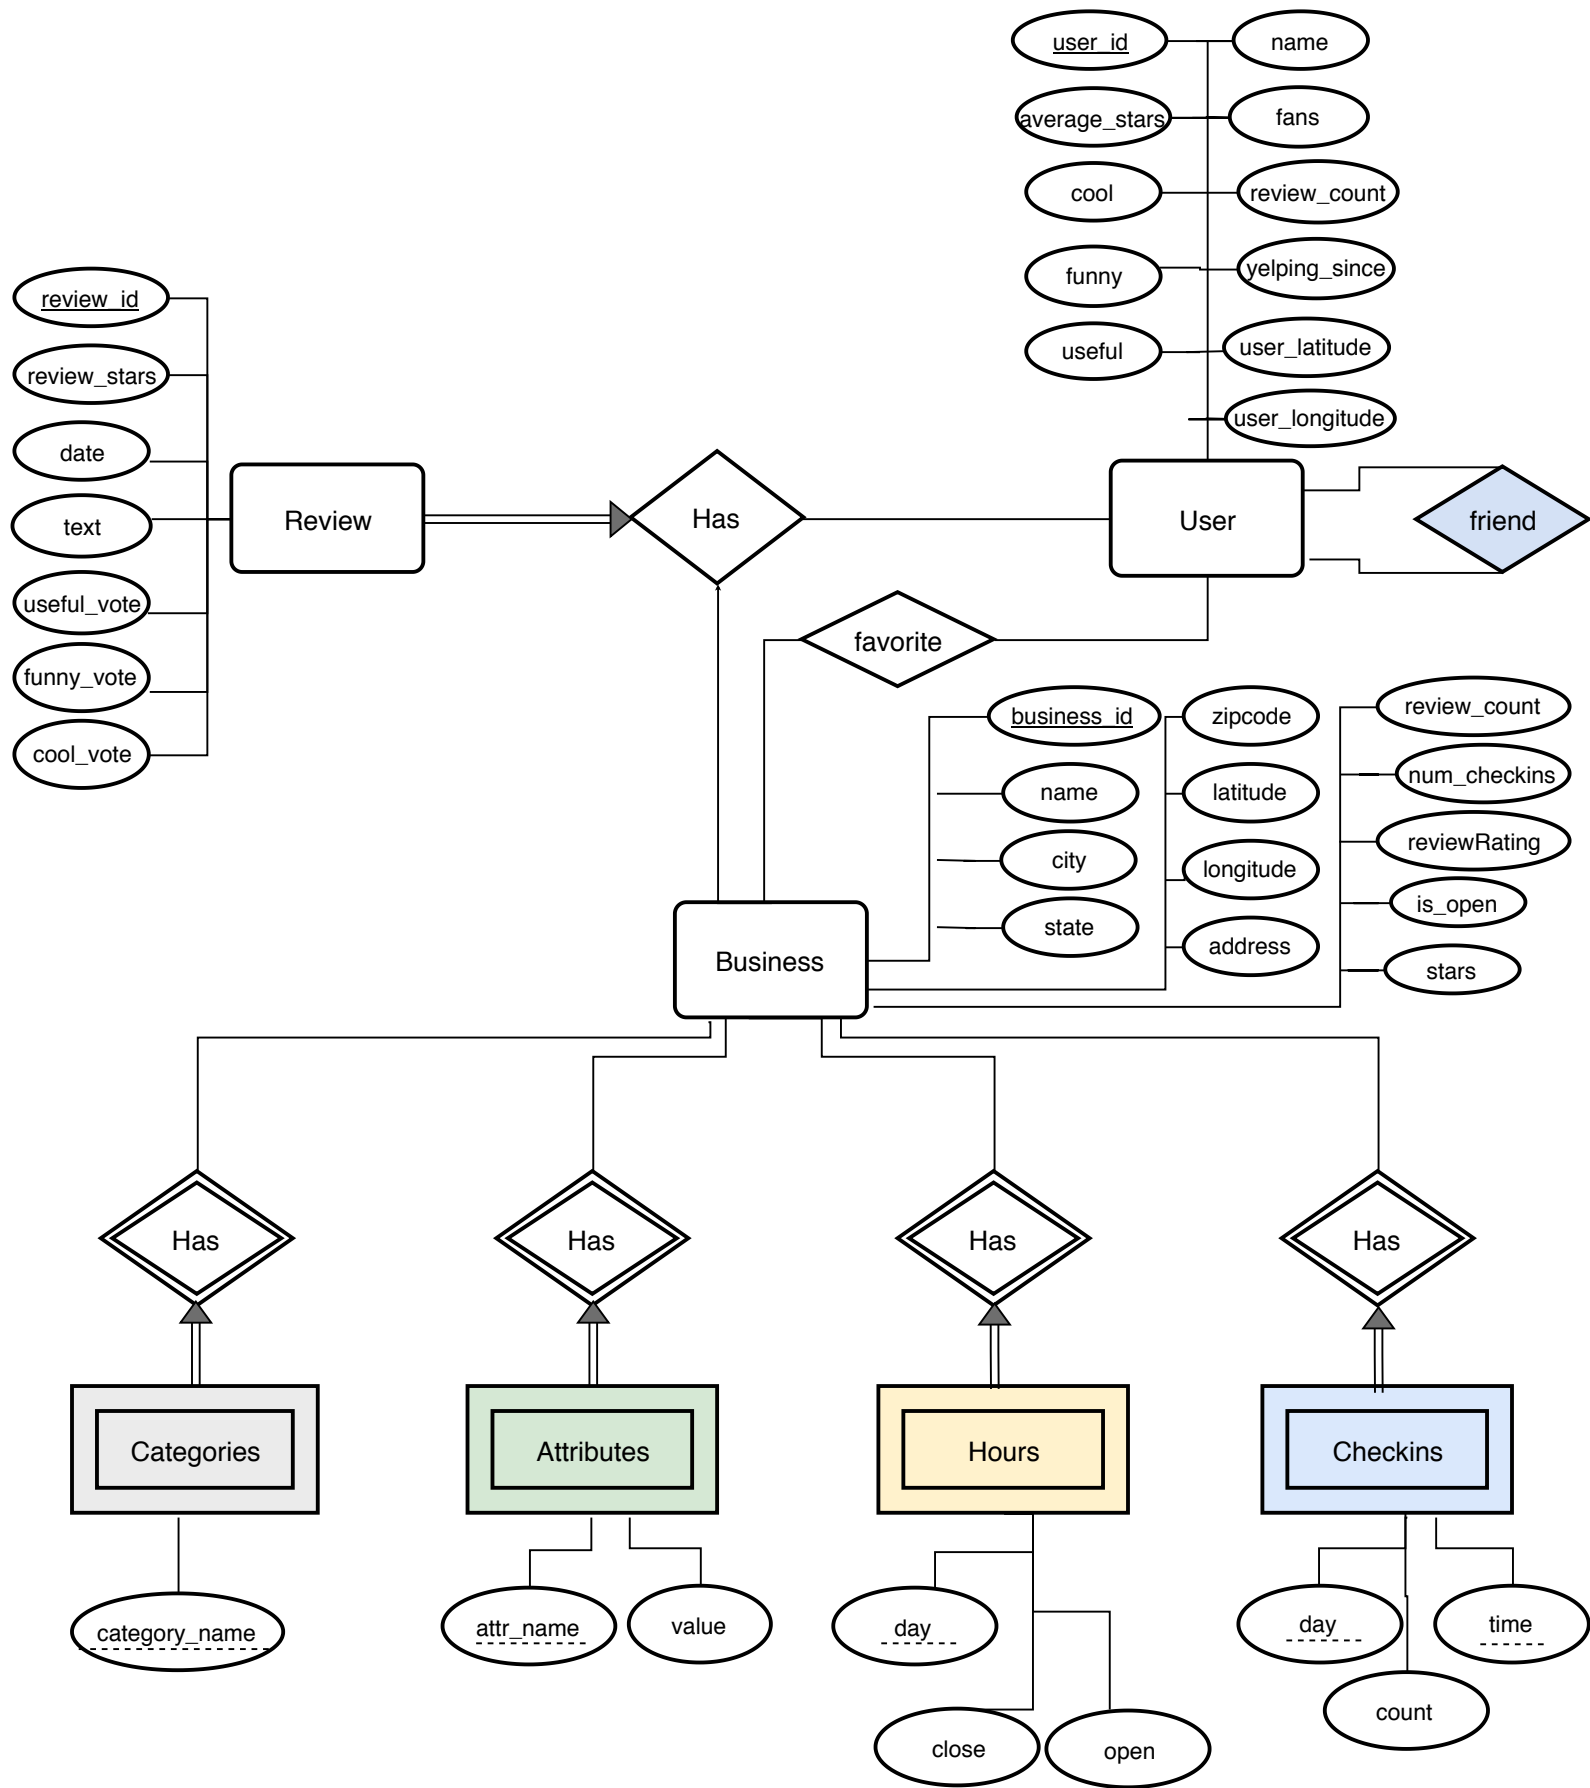 user_id
name
average_stars
fans
cool
review_count
funny
yelping_since
useful
user_latitude
user_longitude
review_id
review_stars
date
text
useful_vote
funny_vote
cool_vote
Review
Has
User
friend
favorite
business_id
name
city
state
zipcode
latitude
longitude
address
review_count
num_checkins
reviewRating
is_open
stars
Business
Has
Has
Has
Has
Categories
Attributes
Hours
Checkins
category_name
attr_name
value
day
close
open
day
time
count